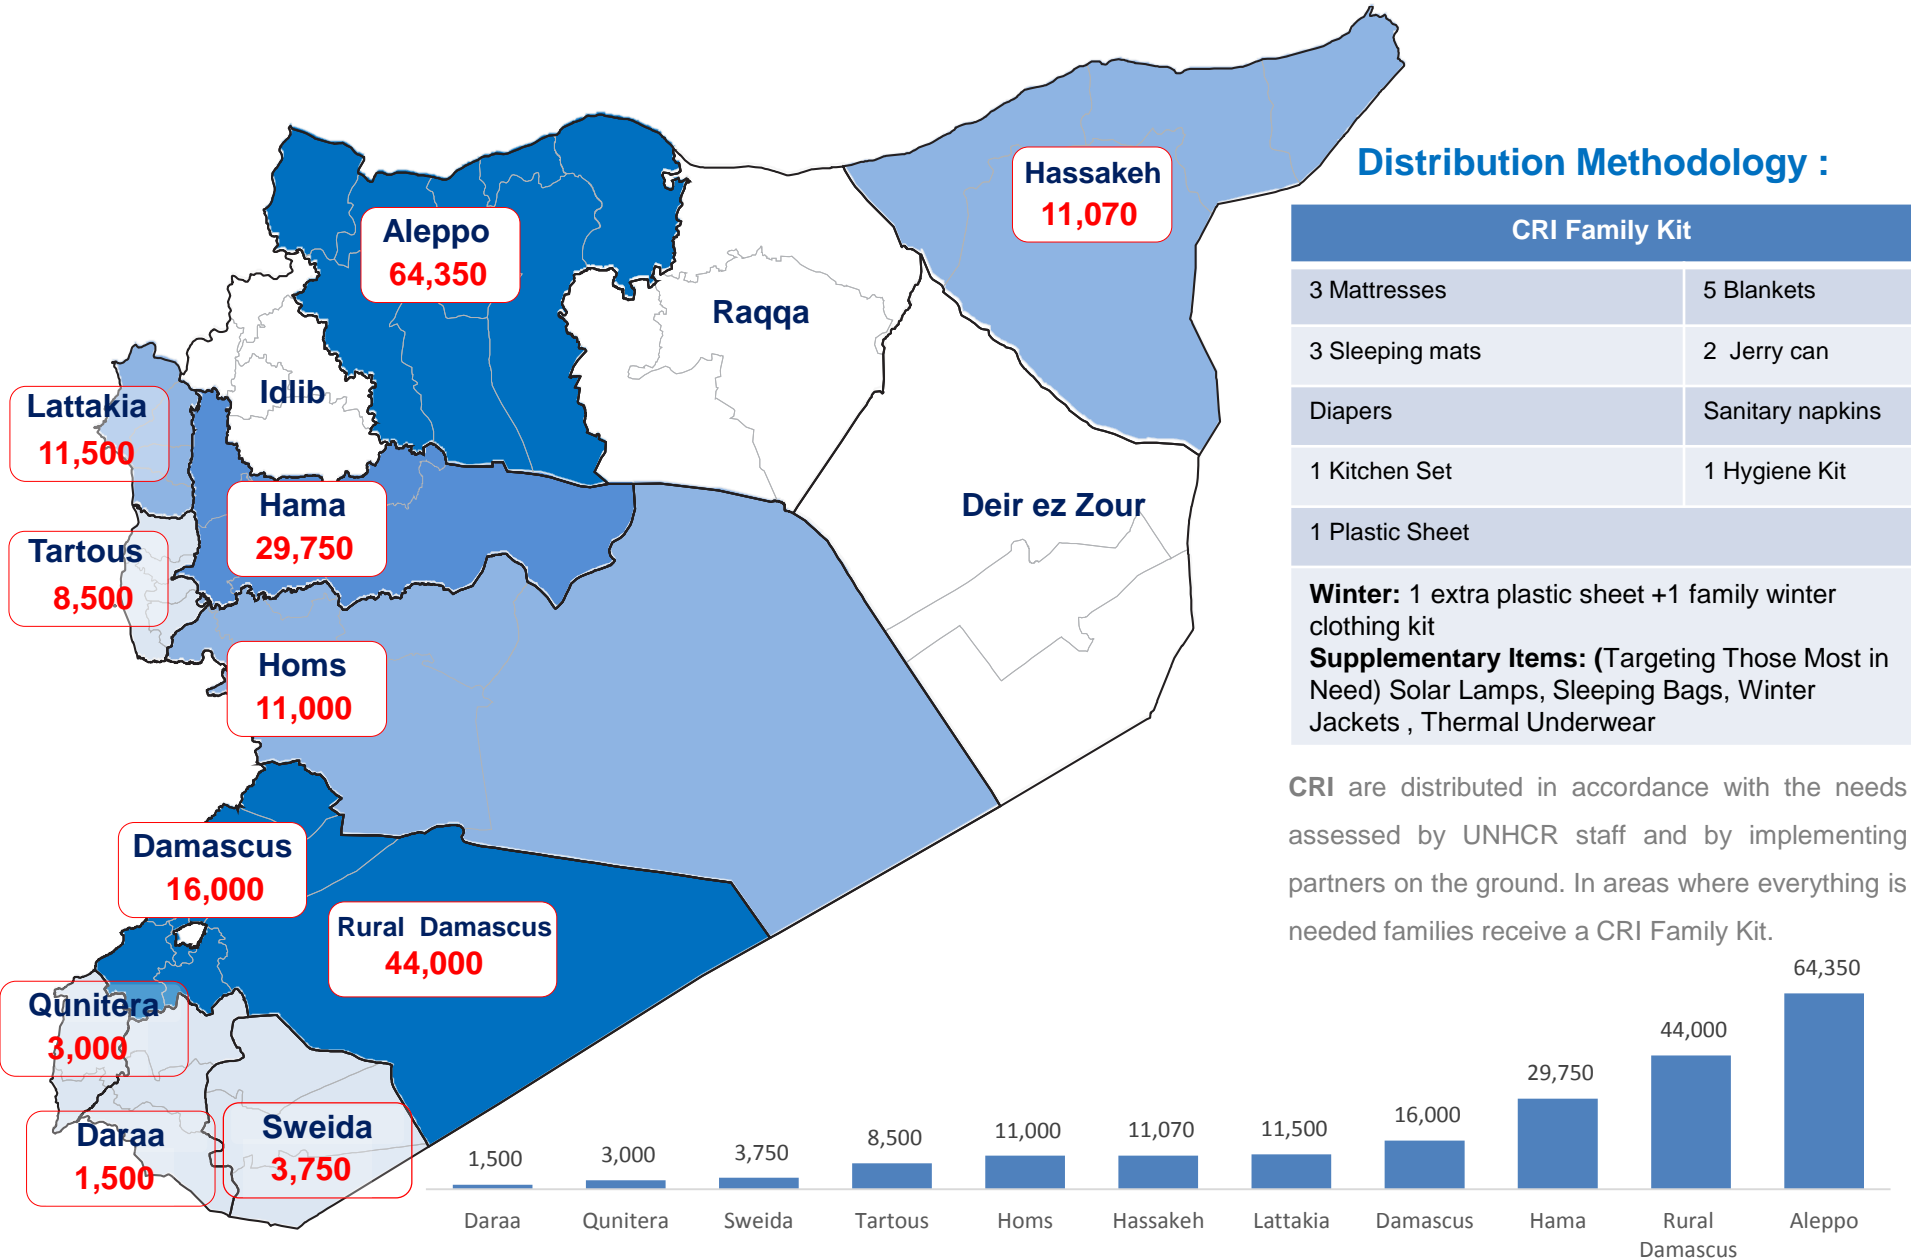 Hassakeh
11,070
Aleppo
64,350
Raqqa
Idlib
Lattakia
11,500
Hama
29,750
Deir ez Zour
Tartous
8,500
Homs
11,000
Damascus
16,000
Rural Damascus
44,000
Qunitera
3,000
Daraa
1,500
Sweida
3,750
Distribution Methodology :
CRI Family Kit
3 Mattresses
5 Blankets
3 Sleeping mats
2 Jerry can
Diapers
Sanitary napkins
1 Kitchen Set
1 Hygiene Kit
1 Plastic Sheet
Winter: 1 extra plastic sheet +1 family winter
clothing kit
Supplementary Items: (Targeting Those Most in
Need) Solar Lamps, Sleeping Bags, Winter
Jackets , Thermal Underwear
CRI are distributed in accordance with the needs
assessed by UNHCR staff and by implementing
partners on the ground. In areas where everything is
needed families receive a CRI Family Kit.
1,500
3,000
3,750
8,500
11,000
11,070
11,500
16,000
29,750
44,000
64,350
Daraa
Qunitera
Sweida
Tartous
Homs
Hassakeh
Lattakia
Damascus
Hama
Rural
Damascus
Aleppo